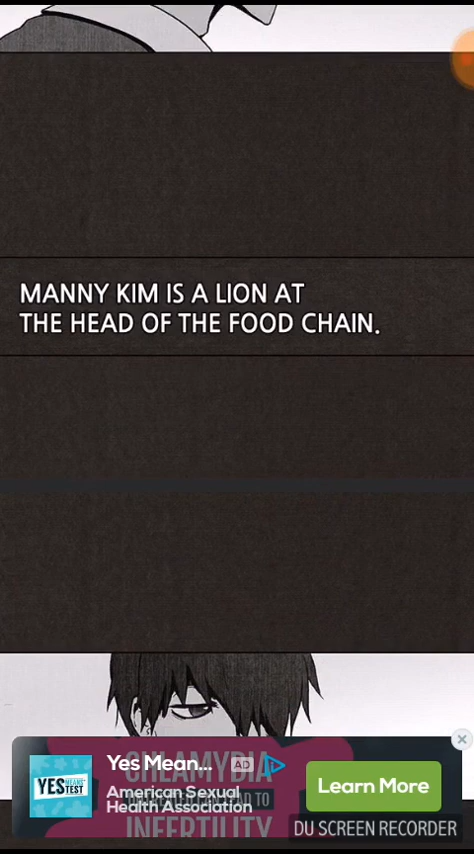 MANNY KIM IS A LION AT
THE HEAD OF THE FOOD CHAIN.
Yes Mean... AD
YES MEANS
TEST
American Sexual
Health Association
CHLAMYDIA
TO
INFERTILITY
Learn More
DU SCREEN RECORDER